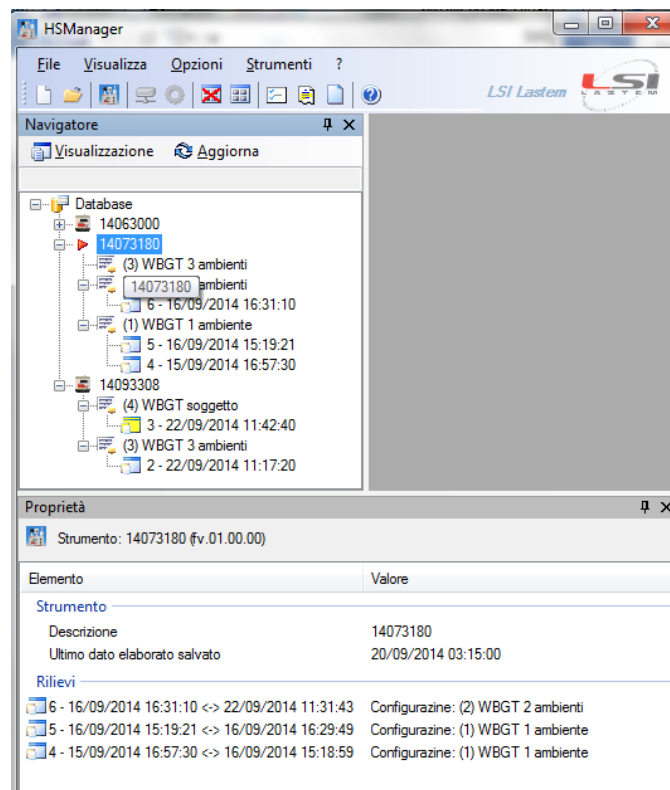 HSManager
File Visualizza Opzioni Strumenti ?
LSI Lastem LSI LASTEM
Navigatore
Visualizzazione Aggiorna
Database
14063000
14073180
(3) WBGT 3 ambienti
14073180 ambienti
6 - 16/09/2014 16:31:10
(1) WBGT 1 ambiente
5 - 16/09/2014 15:19:21
4 - 15/09/2014 16:57:30
14093308
(4) WBGT soggetto
3 - 22/09/2014 11:42:40
(3) WBGT 3 ambienti
2 - 22/09/2014 11:17:20
Proprietà
Strumento: 14073180 (fv.01.00.00)
Elemento Valore
Strumento
Descrizione 14073180
Ultimo dato elaborato salvato 20/09/2014 03:15:00
Rilievi
6 - 16/09/2014 16:31:10 <-> 22/09/2014 11:31:43 Configurazine: (2) WBGT 2 ambienti
5 - 16/09/2014 15:19:21 <-> 16/09/2014 16:29:49 Configurazine: (1) WBGT 1 ambiente
4 - 15/09/2014 16:57:30 <-> 16/09/2014 15:18:59 Configurazine: (1) WBGT 1 ambiente